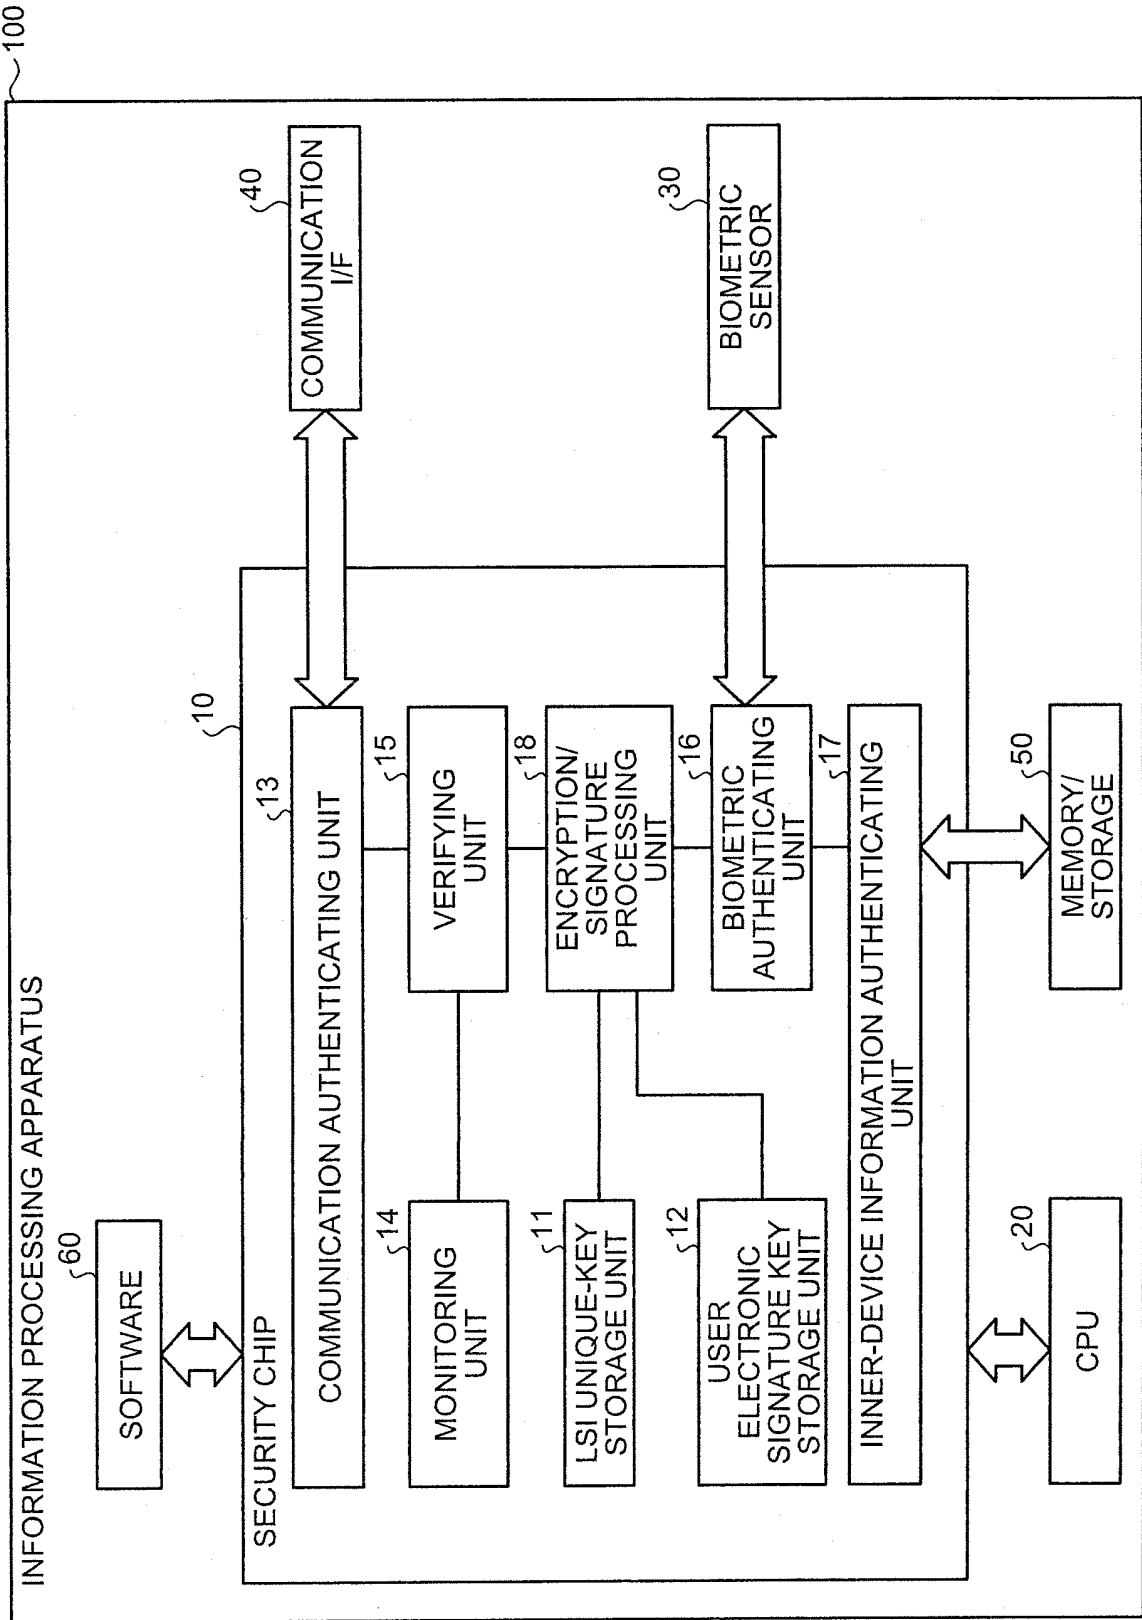 100
INFORMATION PROCESSING APPARATUS
60
SOFTWARE
40
COMMUNICATION
I/F
10
SECURITY CHIP
13
COMMUNICATION AUTHENTICATING UNIT
14
MONITORING
UNIT
15
VERIFYING
UNIT
11
LSI UNIQUE-KEY
STORAGE UNIT
18
ENCRYPTION/
SIGNATURE
PROCESSING
UNIT
30
BIOMETRIC
SENSOR
12
USER
ELECTRONIC
SIGNATURE KEY
STORAGE UNIT
16
BIOMETRIC
AUTHENTICATING
UNIT
17
INNER-DEVICE INFORMATION AUTHENTICATING
UNIT
20
CPU
50
MEMORY/
STORAGE